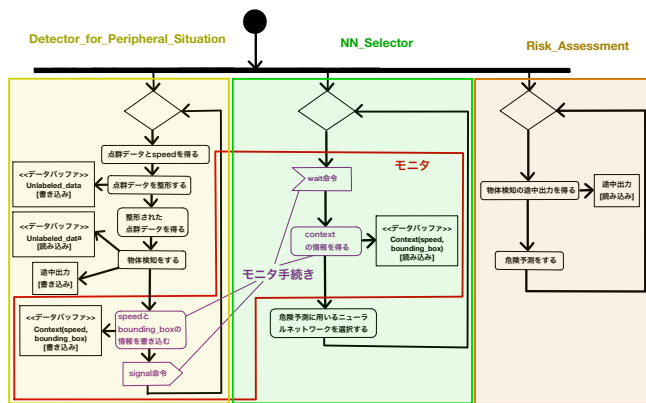 Detector_for_Peripheral_Situation
NN_Selector
Risk_Assessment
点群データとspeedを得る
<<データバッファ>>
Unlabeled_data
[書き込み]
点群データを整形する
整形された
点群データを得る
<<データバッファ>>
Unlabeled_data
[読み込み]
物体検知をする
途中出力
[書き込み]
speedと
bounding_boxの
情報を書き込む
<<データバッファ>>
Context(speed,
bounding_box)
[書き込み]
signal命令
モニタ
wait命令
context
の情報を得る
<<データバッファ>>
Context(speed,
bounding_box)
[読み込み]
モニタ手続き
危険予測に用いるニューラ
ルネットワークを選択する
物体検知の途中出力を得る
途中出力
[読み込み]
危険予測をする